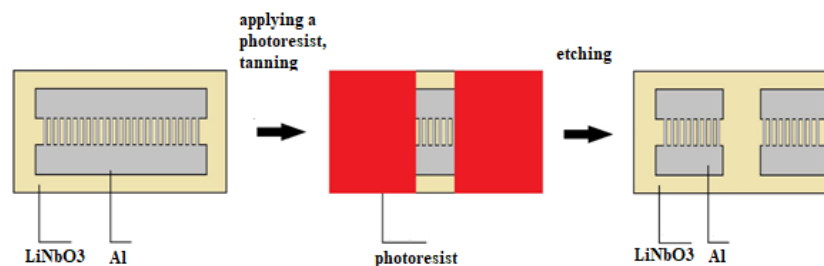 applying a
photoresist,
tanning
etching
LiNbO3
Al
photoresist
LiNbO3
Al